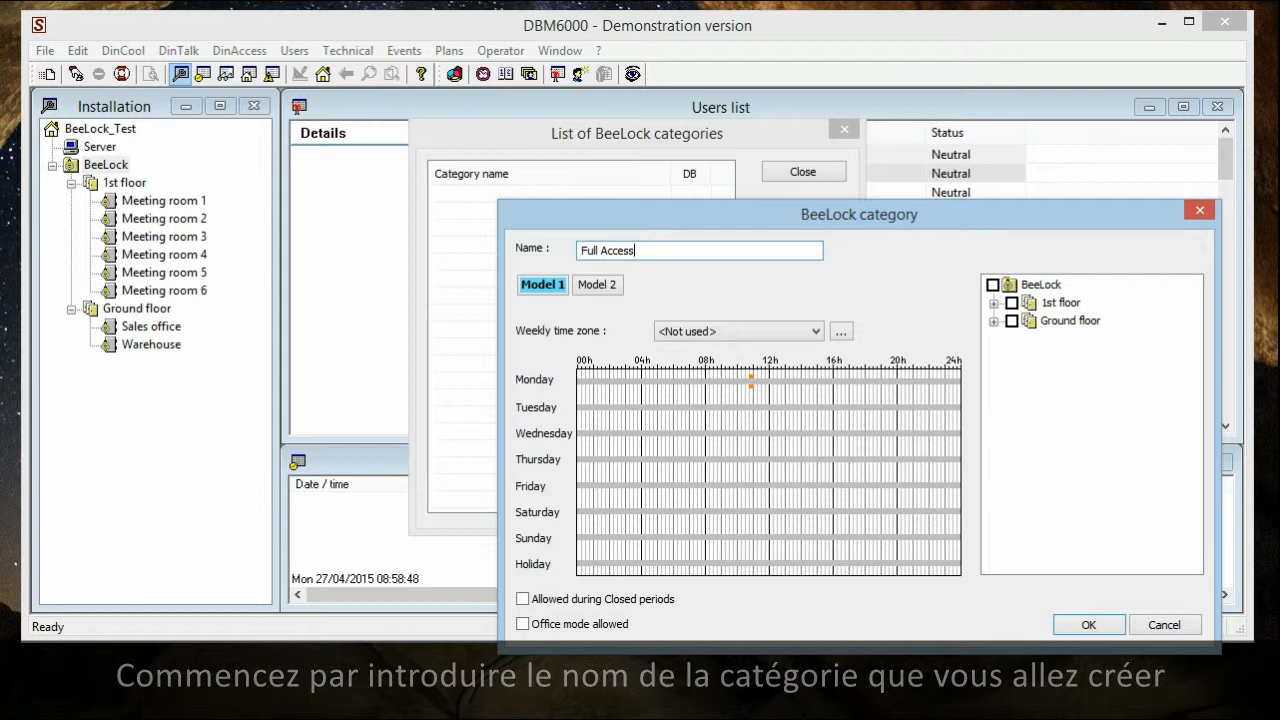 DBM6000 - Demonstration version
File Edit DinCool DinTalk DinAccess Users Technical Events Plans Operator Window ?
Installation
BeeLock_Test
Server
BeeLock
1st floor
Meeting room 1
Meeting room 2
Meeting room 3
Meeting room 4
Meeting room 5
Meeting room 6
Ground floor
Sales office
Warehouse
Users list
Details
Status
Neutral
Neutral
Neutral
List of BeeLock categories
Category name DB
Close
Date / time
Mon 27/04/2015 08:58:48
BeeLock category
Name : Full Access
Model 1 Model 2
Weekly time zone : <Not used> ...
00h 04h 08h 12h 16h 20h 24h
Monday
Tuesday
Wednesday
Thursday
Friday
Saturday
Sunday
Holiday
Allowed during Closed periods
Office mode allowed
BeeLock
1st floor
Ground floor
OK Cancel
Ready
Commencez par introduire le nom de la catégorie que vous allez créer